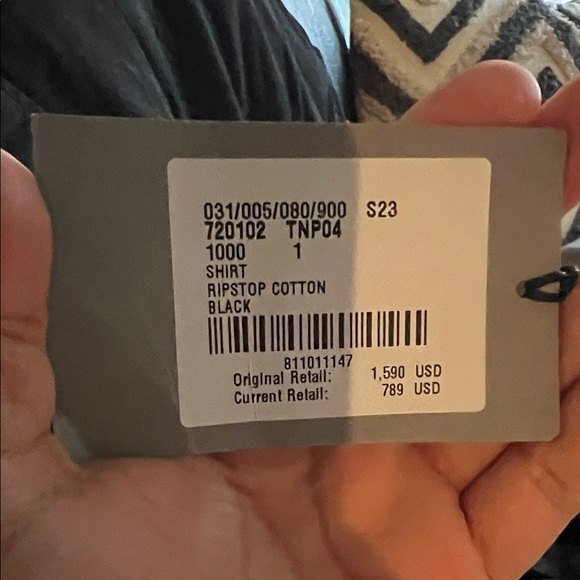 031/005/080/900 S23
720102 TNP04
1000 1
SHIRT
RIPSTOP COTTON
BLACK
811011147
Original Retail: 1,590 USD
Current Retail: 789 USD